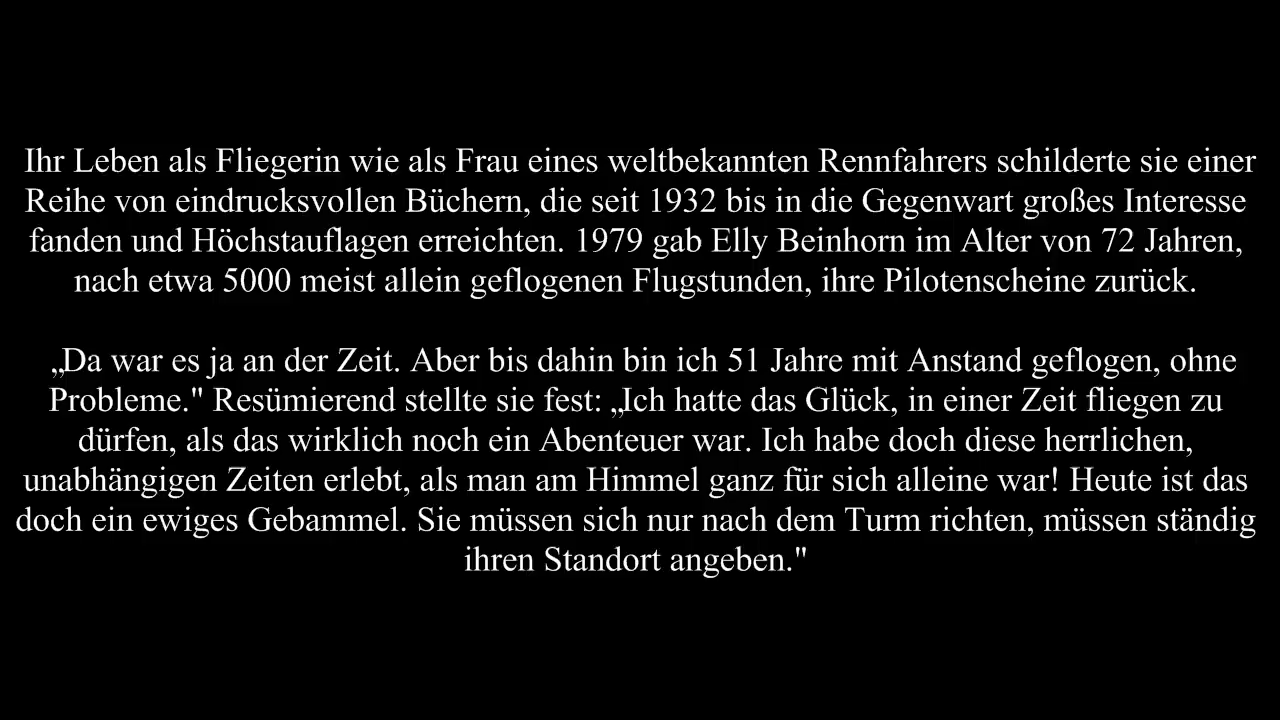 Ihr Leben als Fliegerin wie als Frau eines weltbekannten Rennfahrers schilderte sie einer
Reihe von eindrucksvollen Büchern, die seit 1932 bis in die Gegenwart großes Interesse
fanden und Höchstauflagen erreichten. 1979 gab Elly Beinhorn im Alter von 72 Jahren,
nach etwa 5000 meist allein geflogenen Flugstunden, ihre Pilotenscheine zurück.
„Da war es ja an der Zeit. Aber bis dahin bin ich 51 Jahre mit Anstand geflogen, ohne
Probleme." Resümierend stellte sie fest: „Ich hatte das Glück, in einer Zeit fliegen zu
dürfen, als das wirklich noch ein Abenteuer war. Ich habe doch diese herrlichen,
unabhängigen Zeiten erlebt, als man am Himmel ganz für sich alleine war! Heute ist das
doch ein ewiges Gebammel. Sie müssen sich nur nach dem Turm richten, müssen ständig
ihren Standort angeben."